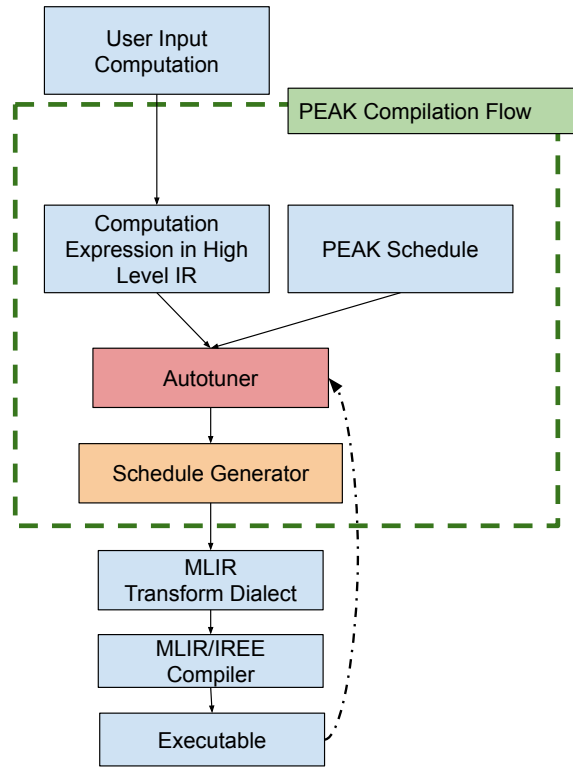 User Input
Computation
PEAK Compilation Flow
Computation
Expression in High
Level IR
PEAK Schedule
Autotuner
Schedule Generator
MLIR
Transform Dialect
MLIR/IREE
Compiler
Executable